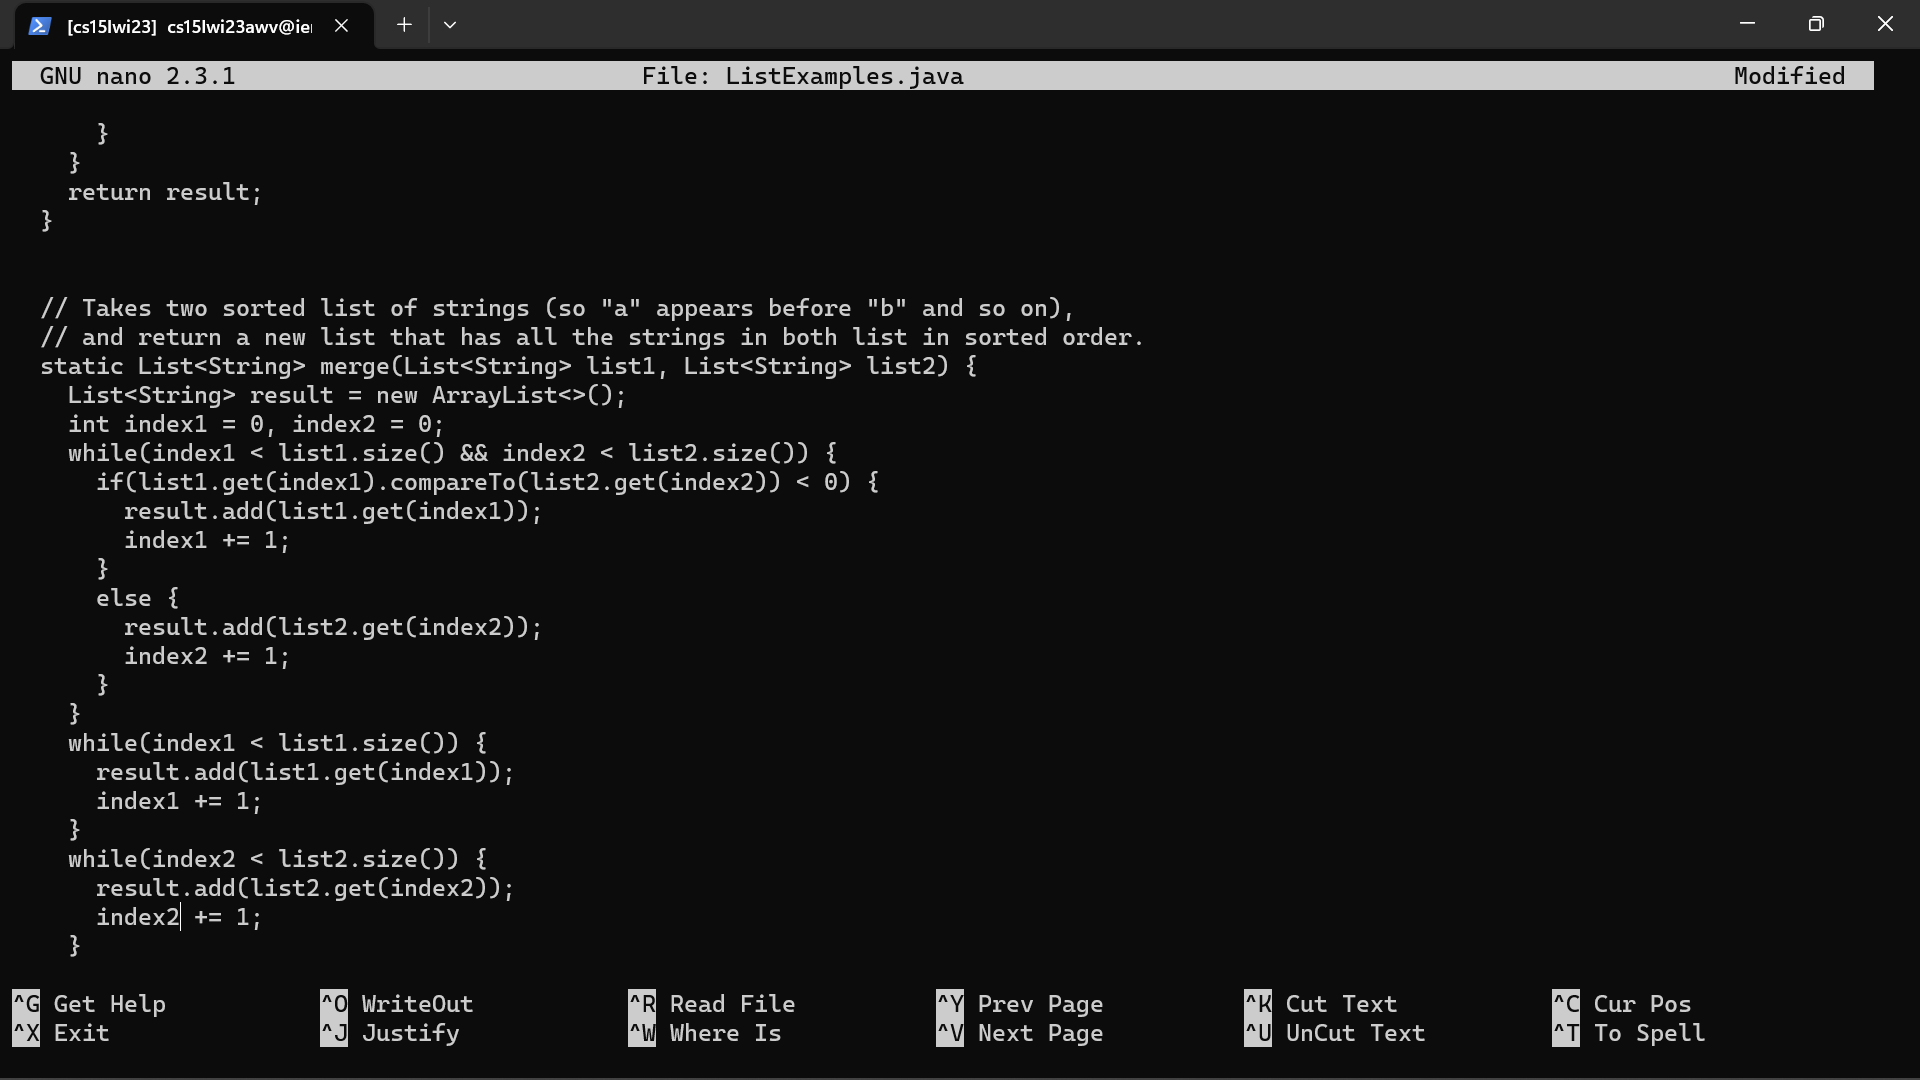 [cs15lwi23] cs15lwi23awv@ie
GNU nano 2.3.1 File: ListExamples.java Modified
}
}
return result;
}
// Takes two sorted list of strings (so "a" appears before "b" and so on),
// and return a new list that has all the strings in both list in sorted order.
static List<String> merge(List<String> list1, List<String> list2) {
List<String> result = new ArrayList<>();
int index1 = 0, index2 = 0;
while(index1 < list1.size() && index2 < list2.size()) {
if(list1.get(index1).compareTo(list2.get(index2)) < 0) {
result.add(list1.get(index1));
index1 += 1;
}
else {
result.add(list2.get(index2));
index2 += 1;
}
}
while(index1 < list1.size()) {
result.add(list1.get(index1));
index1 += 1;
}
while(index2 < list2.size()) {
result.add(list2.get(index2));
index2 += 1;
}
^G Get Help ^O WriteOut ^R Read File ^Y Prev Page ^K Cut Text ^C Cur Pos
^X Exit ^J Justify ^W Where Is ^V Next Page ^U UnCut Text ^T To Spell